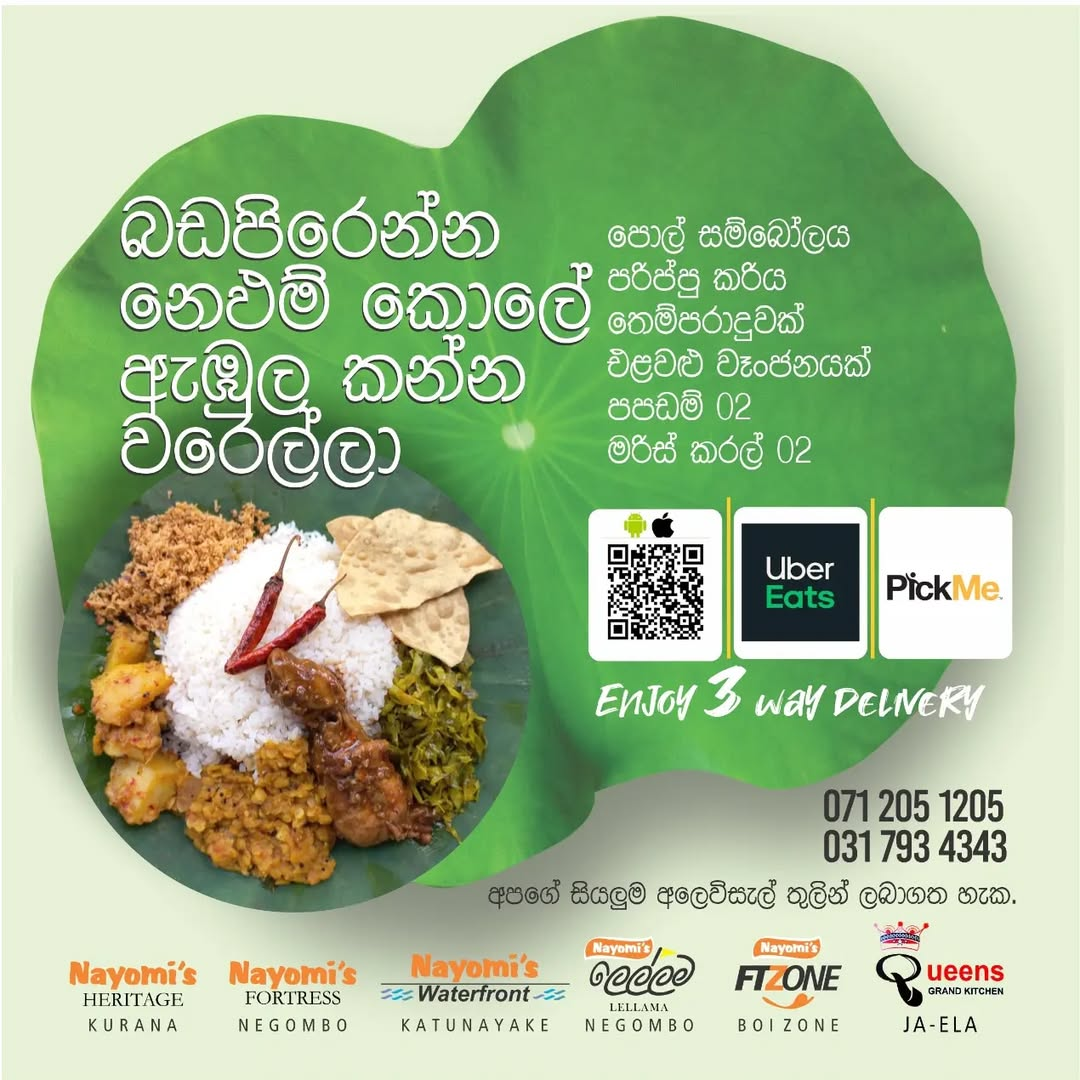 බඩපිරෙන්න
නෙළුම් කොලේ
ඇඹුල කන්න
වරෙල්ලා
පොල් සම්බෝලය
පරිප්පු කරිය
තෙම්පරාදුවක්
එළවළු ව්‍යාංජනයක්
පපඩම් 02
මිරිස් කරල් 02
Uber
Eats
PickMe
ENJOY 3 WAY DELIVERY
071 205 1205
031 793 4343
අපගේ සියලුම අලෙවිසැල් තුලින් ලබාගත හැක.
Nayomi's
HERITAGE
KURANA
Nayomi's
FORTRESS
NEGOMBO
Nayomi's
Waterfront
KATUNAYAKE
Nayomi's
ලෙල්ලම
LELLAMA
NEGOMBO
Nayomi's
FTZONE
BOI ZONE
Queens
GRAND KITCHEN
JA-ELA